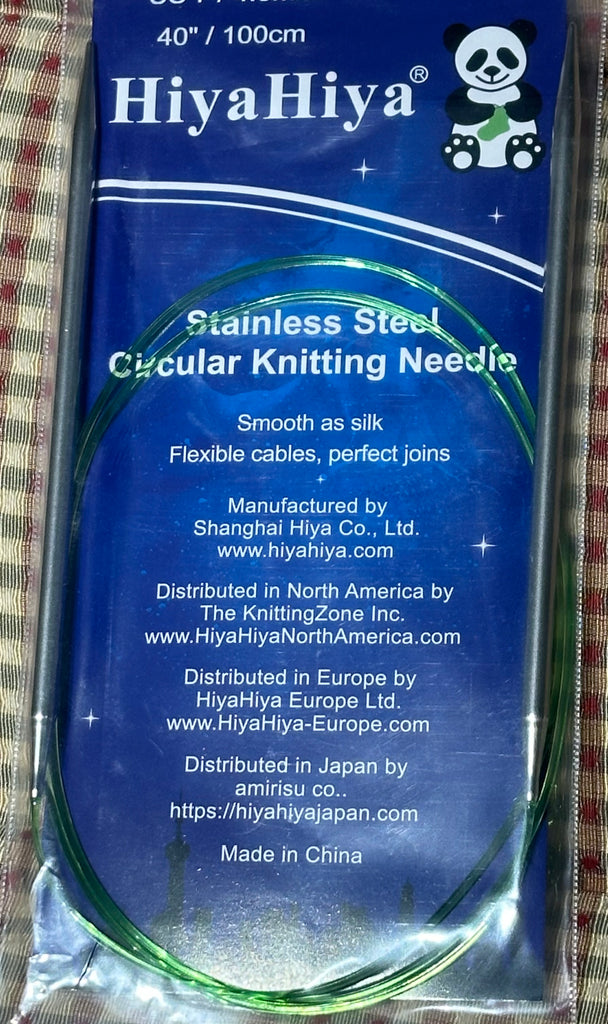 40" / 100cm
HiyaHiya®
Stainless Steel
Circular Knitting Needle
Smooth as silk
Flexible cables, perfect joins
Manufactured by
Shanghai Hiya Co., Ltd.
www.hiyahiya.com
Distributed in North America by
The KnittingZone Inc.
www.HiyaHiyaNorthAmerica.com
Distributed in Europe by
HiyaHiya Europe Ltd.
www.HiyaHiya-Europe.com
Distributed in Japan by
amirisu co..
https://hiyahiyajapan.com
Made in China